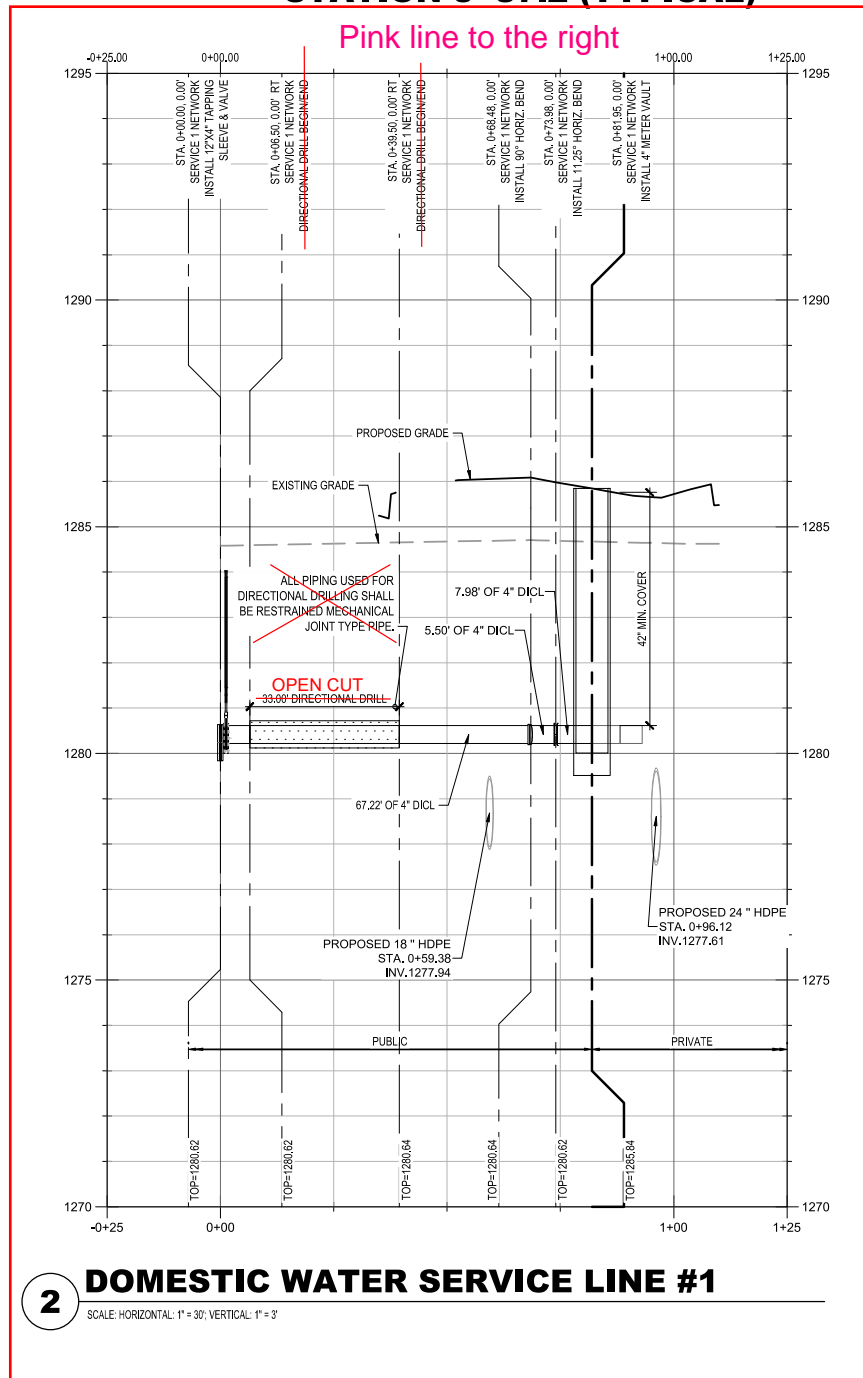 Pink line to the right
-0+25.00 0+00.00 1+00.00 1+25.00
1295 1295
STA. 0+00.00, 0.00'
SERVICE 1 NETWORK
INSTALL 12"X4" TAPPING
SLEEVE & VALVE
STA. 0+06.50, 0.00' RT
SERVICE 1 NETWORK
DIRECTIONAL DRILL BEGIN/END
STA. 0+39.50, 0.00' RT
SERVICE 1 NETWORK
DIRECTIONAL DRILL BEGIN/END
STA. 0+68.48, 0.00'
SERVICE 1 NETWORK
INSTALL 90° HORIZ. BEND
STA. 0+73.98, 0.00'
SERVICE 1 NETWORK
INSTALL 11.25° HORIZ. BEND
STA. 0+81.95, 0.00'
SERVICE 1 NETWORK
INSTALL 4" METER VAULT
1290 1290
PROPOSED GRADE
EXISTING GRADE
1285 1285
ALL PIPING USED FOR
DIRECTIONAL DRILLING SHALL
BE RESTRAINED MECHANICAL
JOINT TYPE PIPE.
7.98' OF 4" DICL
5.50' OF 4" DICL
42" MIN. COVER
OPEN CUT
33.00' DIRECTIONAL DRILL
1280 1280
67.22' OF 4" DICL
PROPOSED 18 " HDPE
STA. 0+59.38
INV.1277.94
PROPOSED 24 " HDPE
STA. 0+96.12
INV.1277.61
1275 1275
PUBLIC PRIVATE
TOP=1280.62
TOP=1280.62
TOP=1280.64
TOP=1280.64
TOP=1280.62
TOP=1285.84
1270 1270
-0+25 0+00 1+00 1+25
2 DOMESTIC WATER SERVICE LINE #1
SCALE: HORIZONTAL: 1" = 30'; VERTICAL: 1" = 3'